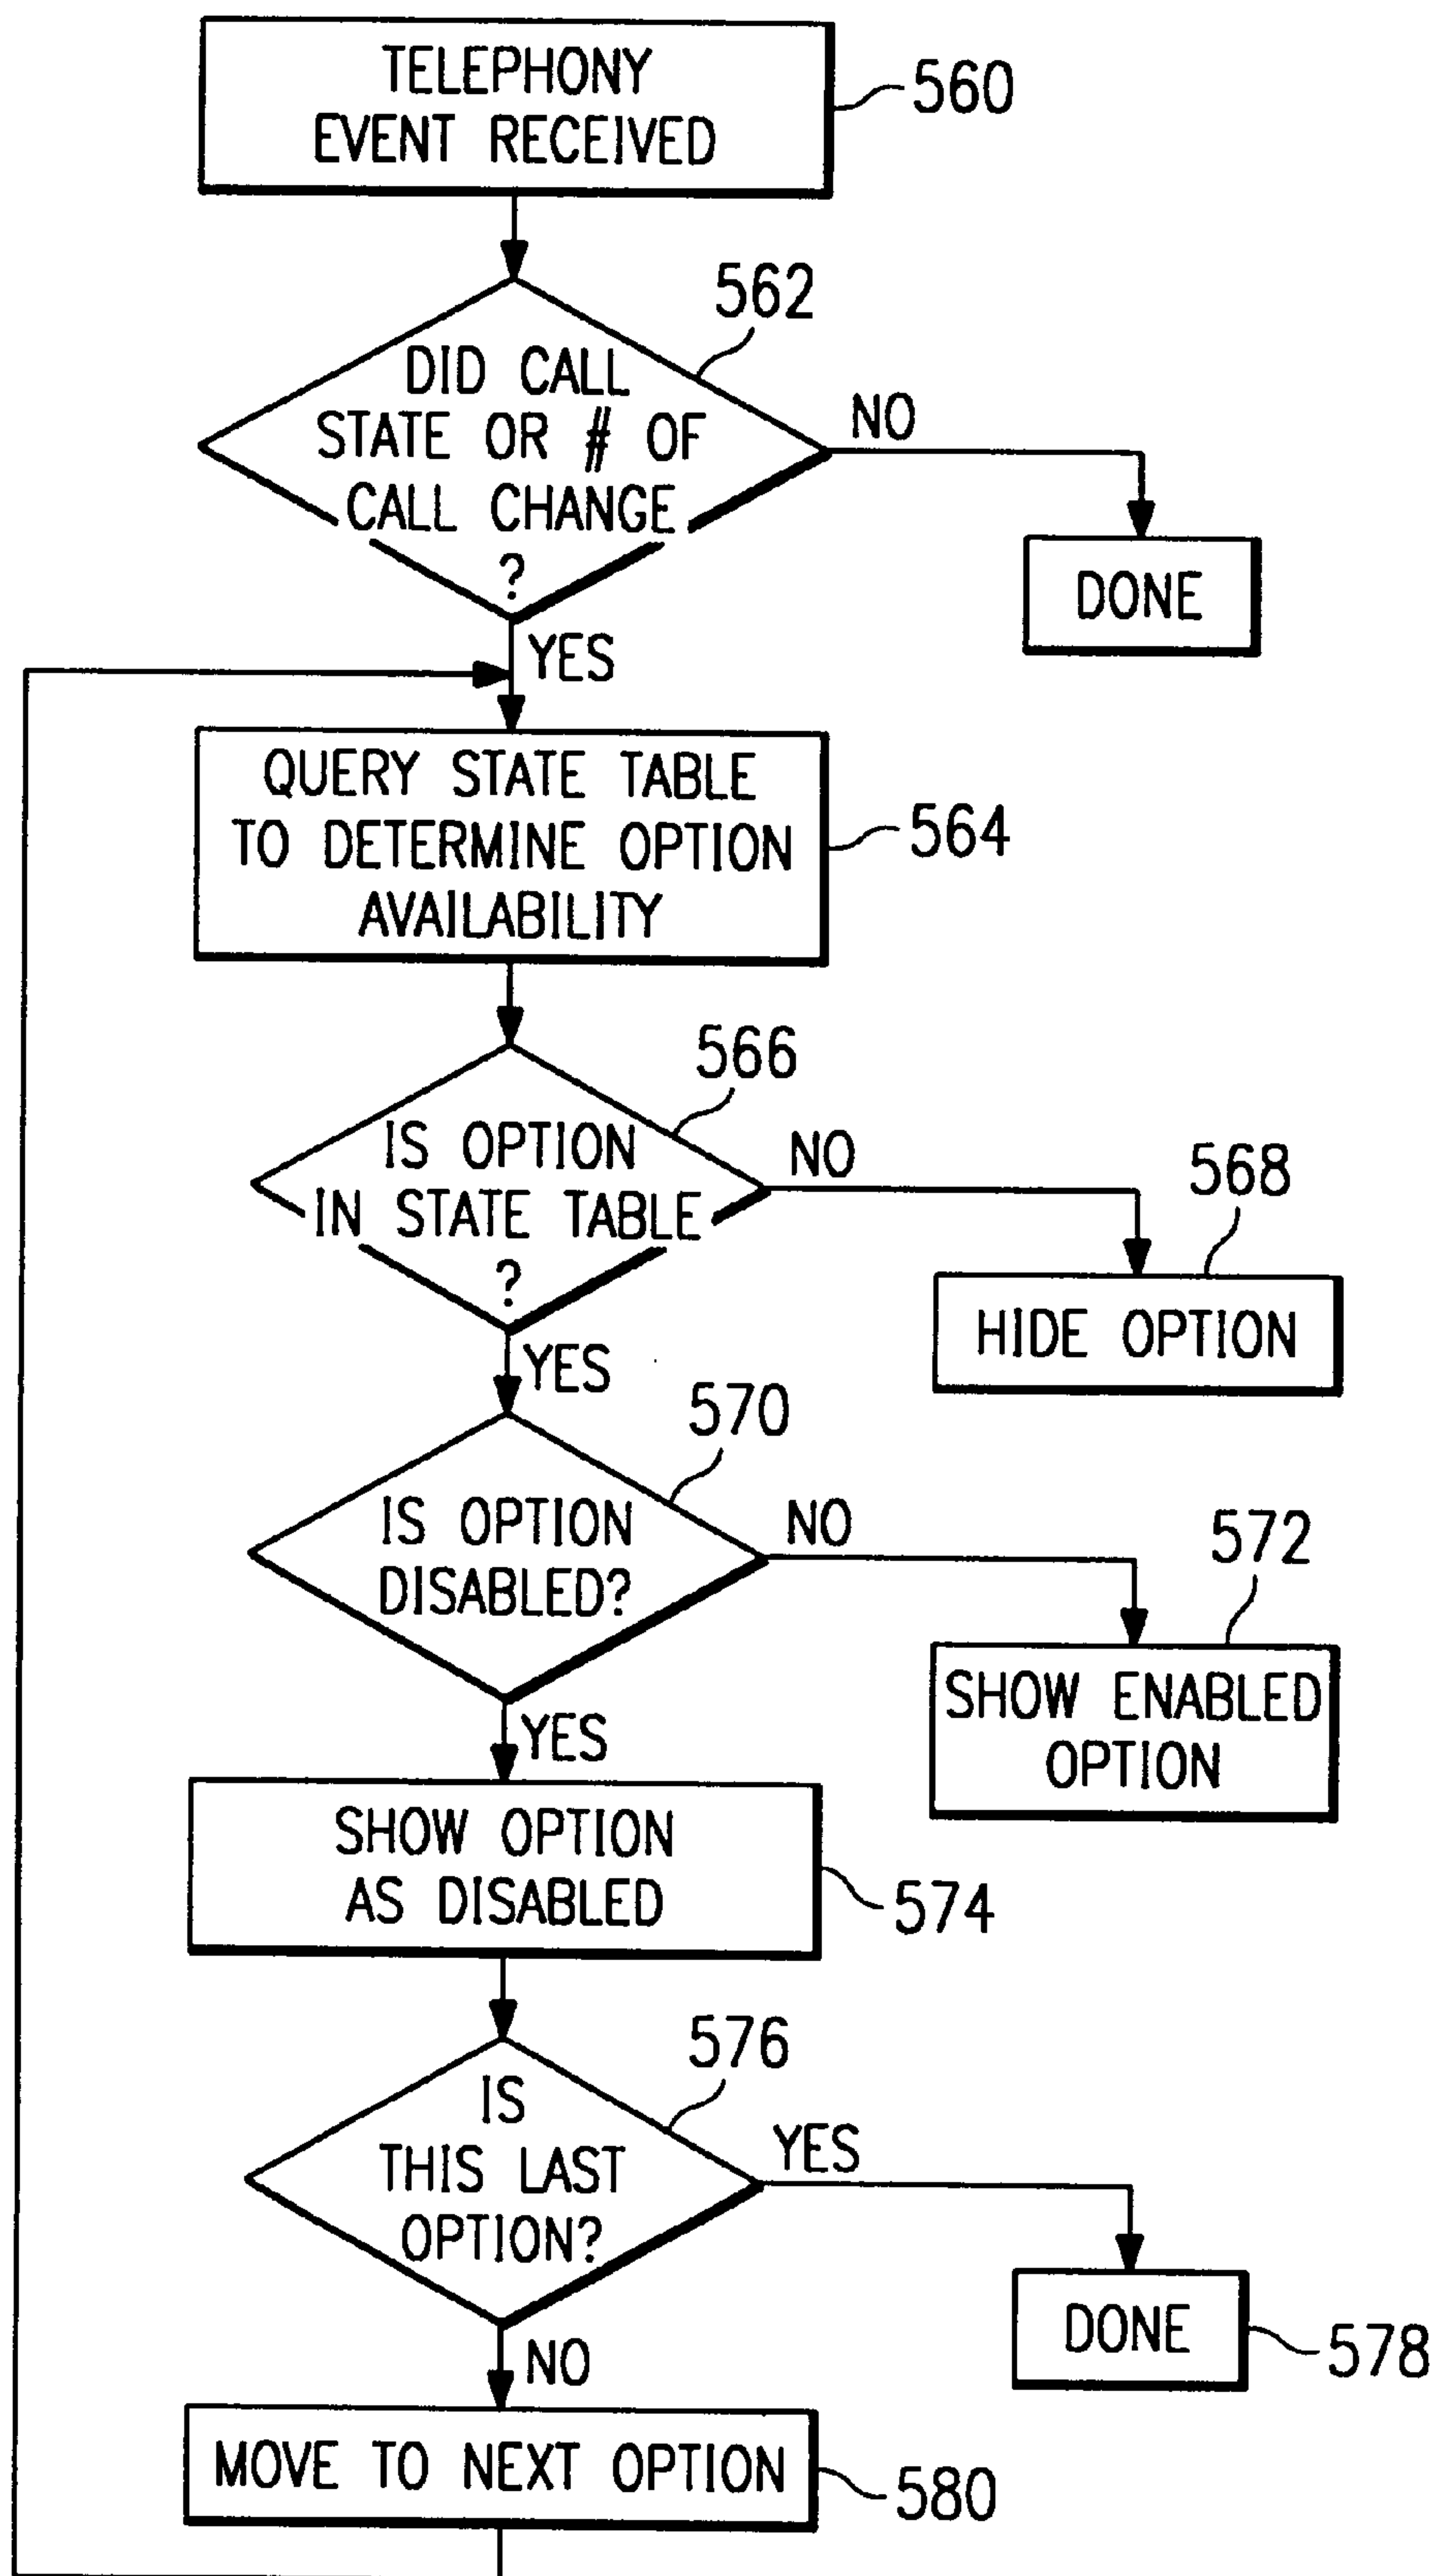 TELEPHONY
EVENT RECEIVED
560
562
DID CALL
STATE OR # OF
CALL CHANGE
?
NO
DONE
YES
QUERY STATE TABLE
TO DETERMINE OPTION
AVAILABILITY
564
566
IS OPTION
IN STATE TABLE
?
NO
568
HIDE OPTION
YES
570
IS OPTION
DISABLED?
NO
572
SHOW ENABLED
OPTION
YES
SHOW OPTION
AS DISABLED
574
576
IS
THIS LAST
OPTION?
YES
DONE
578
NO
MOVE TO NEXT OPTION
580